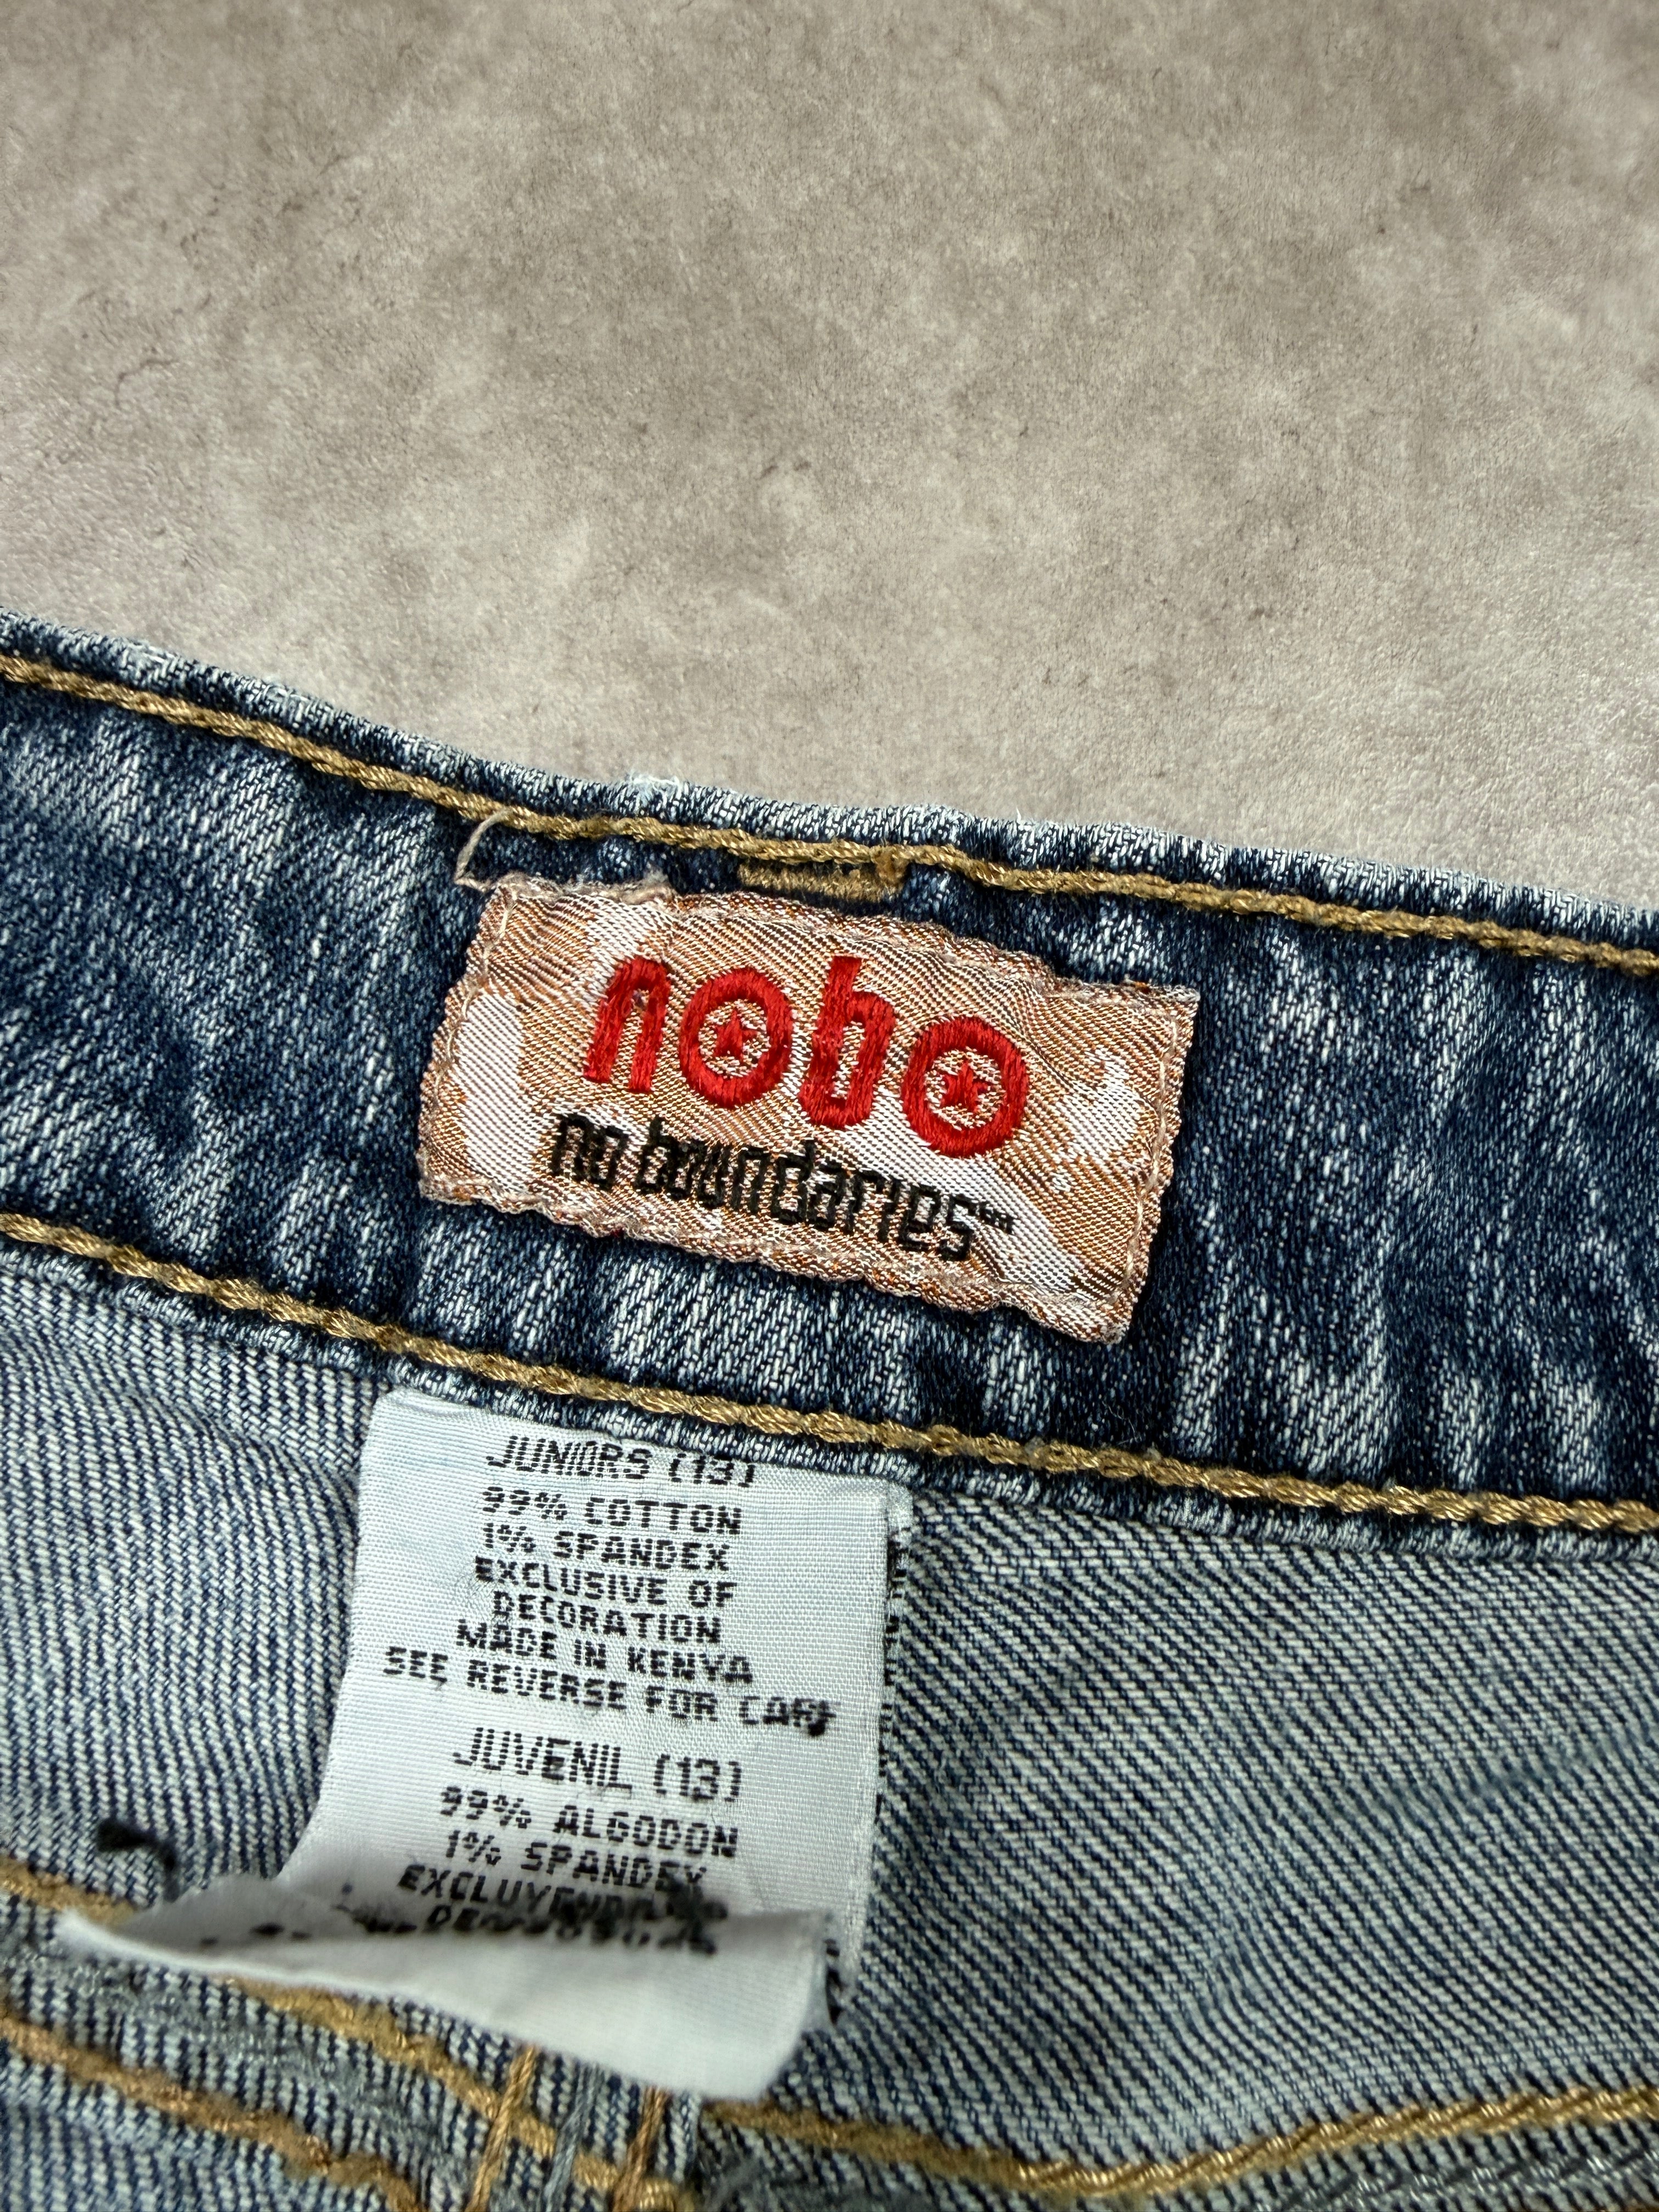 nobo
no boundaries™
JUNIORS (13)
99% COTTON
1% SPANDEX
EXCLUSIVE OF
DECORATION
MADE IN KENYA
SEE REVERSE FOR CARE
JUVENIL (13)
99% ALGODON
1% SPANDEX